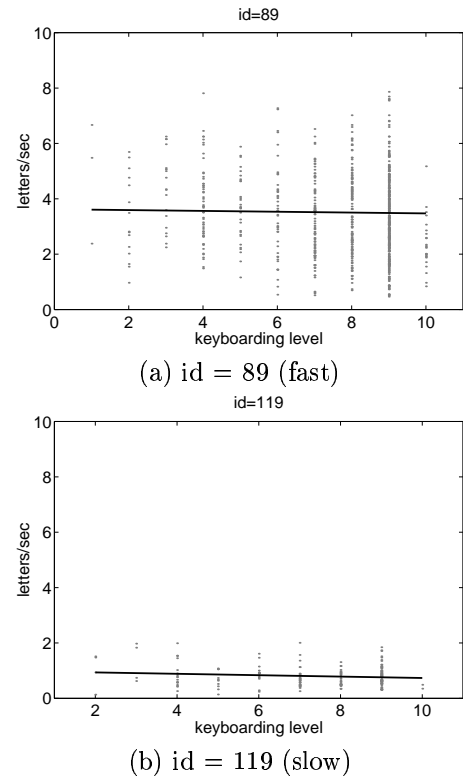 id=89
10
8
6
4
2
0
letters/sec
0 2 4 6 8 10
keyboarding level
(a) id = 89 (fast)
id=119
10
8
6
4
2
0
letters/sec
2 4 6 8 10
keyboarding level
(b) id = 119 (slow)